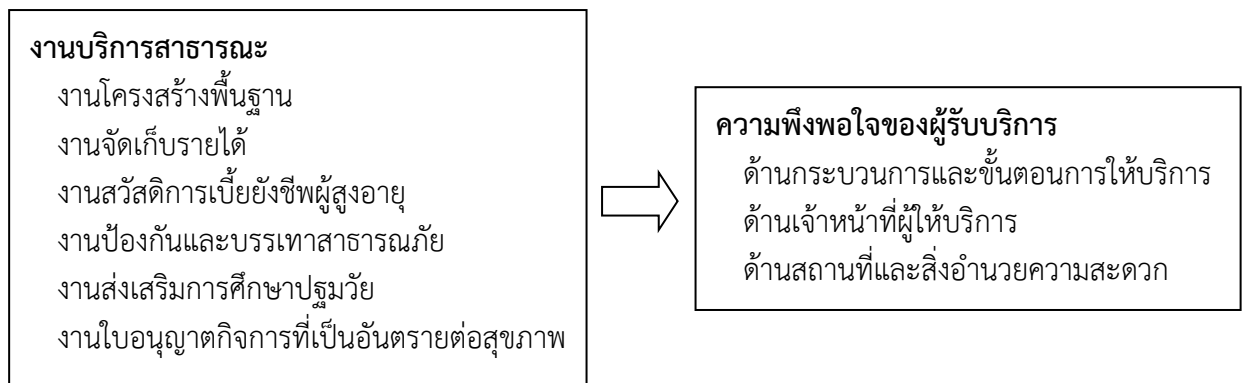 งานบริการสาธารณะ
งานโครงสร้างพื้นฐาน
งานจัดเก็บรายได้
งานสวัสดิการเบี้ยยังชีพผู้สูงอายุ
งานป้องกันและบรรเทาสาธารณภัย
งานส่งเสริมการศึกษาปฐมวัย
งานใบอนุญาตกิจการที่เป็นอันตรายต่อสุขภาพ
ความพึงพอใจของผู้รับบริการ
ด้านกระบวนการและขั้นตอนการให้บริการ
ด้านเจ้าหน้าที่ผู้ให้บริการ
ด้านสถานที่และสิ่งอำนวยความสะดวก